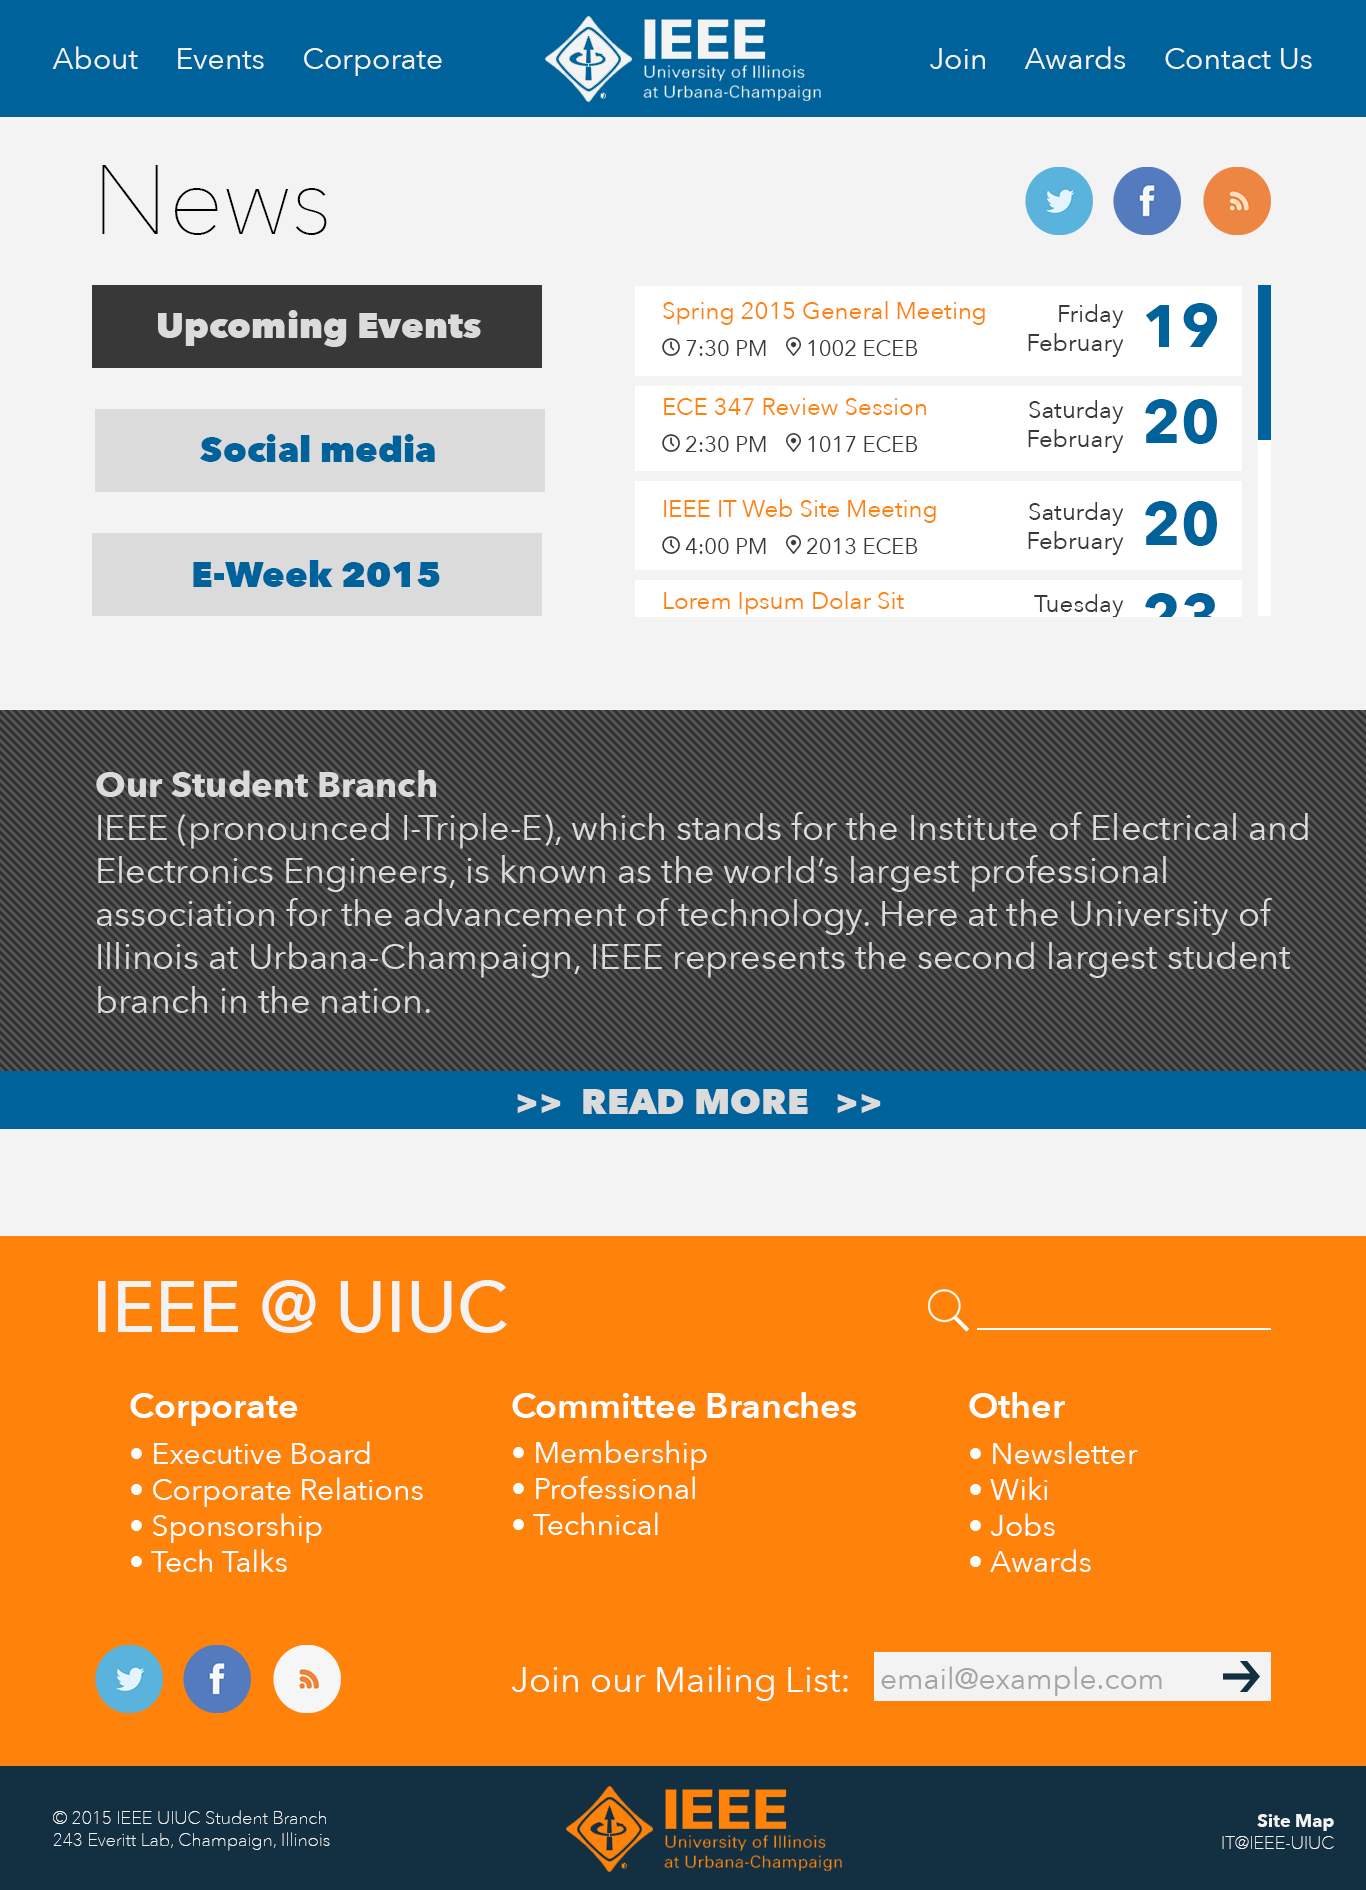 About Events Corporate
IEEE
University of Illinois
at Urbana-Champaign
Join Awards Contact Us
News
Upcoming Events
Social media
E-Week 2015
Spring 2015 General Meeting
7:30 PM 1002 ECEB
Friday
February
19
ECE 347 Review Session
2:30 PM 1017 ECEB
Saturday
February
20
IEEE IT Web Site Meeting
4:00 PM 2013 ECEB
Saturday
February
20
Lorem Ipsum Dolar Sit
Tuesday
23
Our Student Branch
IEEE (pronounced I-Triple-E), which stands for the Institute of Electrical and
Electronics Engineers, is known as the world’s largest professional
association for the advancement of technology. Here at the University of
Illinois at Urbana-Champaign, IEEE represents the second largest student
branch in the nation.
>> READ MORE >>
IEEE @ UIUC
Corporate
• Executive Board
• Corporate Relations
• Sponsorship
• Tech Talks
Committee Branches
• Membership
• Professional
• Technical
Other
• Newsletter
• Wiki
• Jobs
• Awards
Join our Mailing List:
email@example.com
© 2015 IEEE UIUC Student Branch
243 Everitt Lab, Champaign, Illinois
IEEE
University of Illinois
at Urbana-Champaign
Site Map
IT@IEEE-UIUC